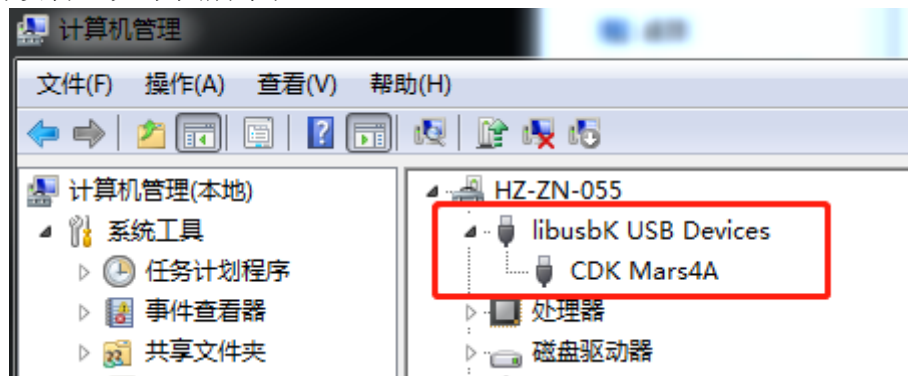 计算机管理
文件(F) 操作(A) 查看(V) 帮助(H)
计算机管理(本地)
系统工具
任务计划程序
事件查看器
共享文件夹
HZ-ZN-055
libusbK USB Devices
CDK Mars4A
处理器
磁盘驱动器